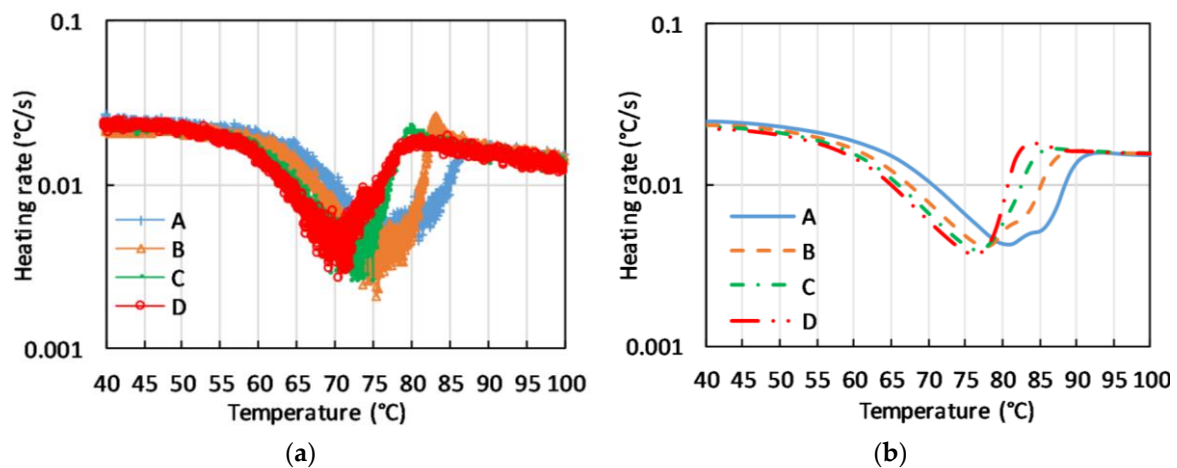 0.1
0.01
0.001
Heating rate (°C/s)
A
B
C
D
40 45 50 55 60 65 70 75 80 85 90 95 100
Temperature (°C)
(a)
0.1
0.01
0.001
Heating rate (°C/s)
A
B
C
D
40 45 50 55 60 65 70 75 80 85 90 95 100
Temperature (°C)
(b)